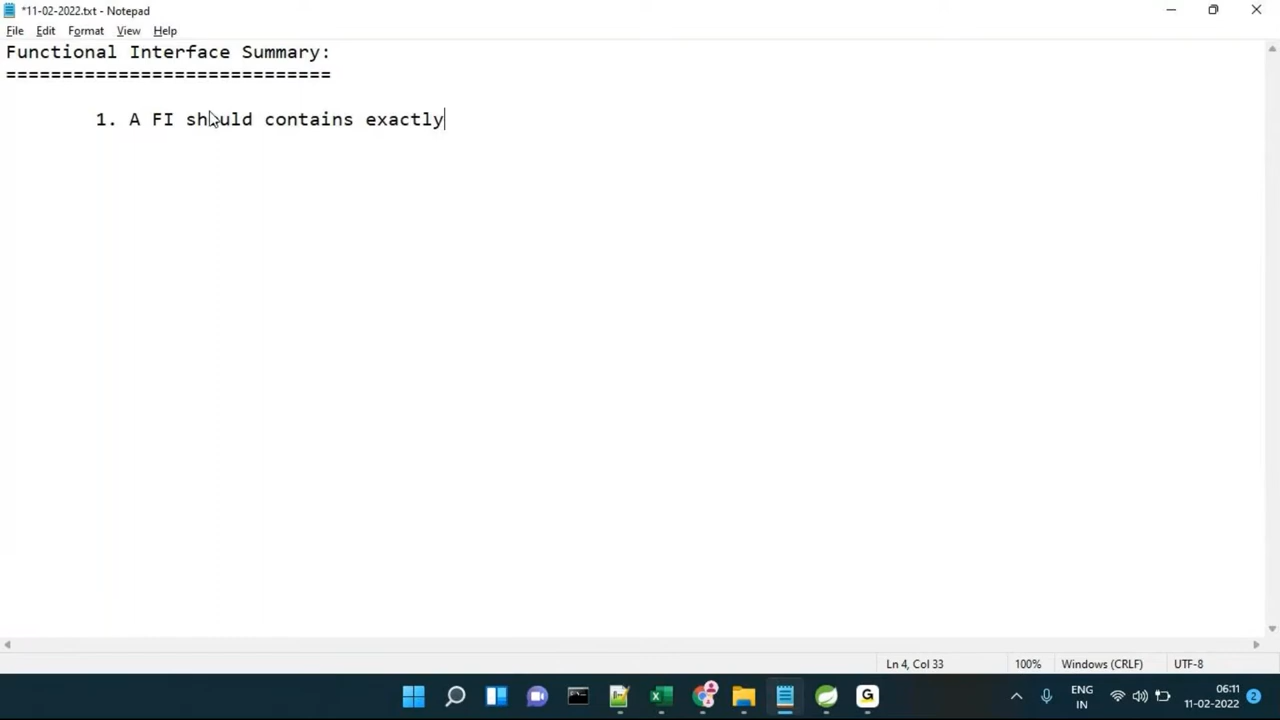 *11-02-2022.txt - Notepad
File Edit Format View Help
Functional Interface Summary:
=============================
1. A FI should contains exactly
Ln 4, Col 33 100% Windows (CRLF) UTF-8
ENG
IN
06:11
11-02-2022
2
G